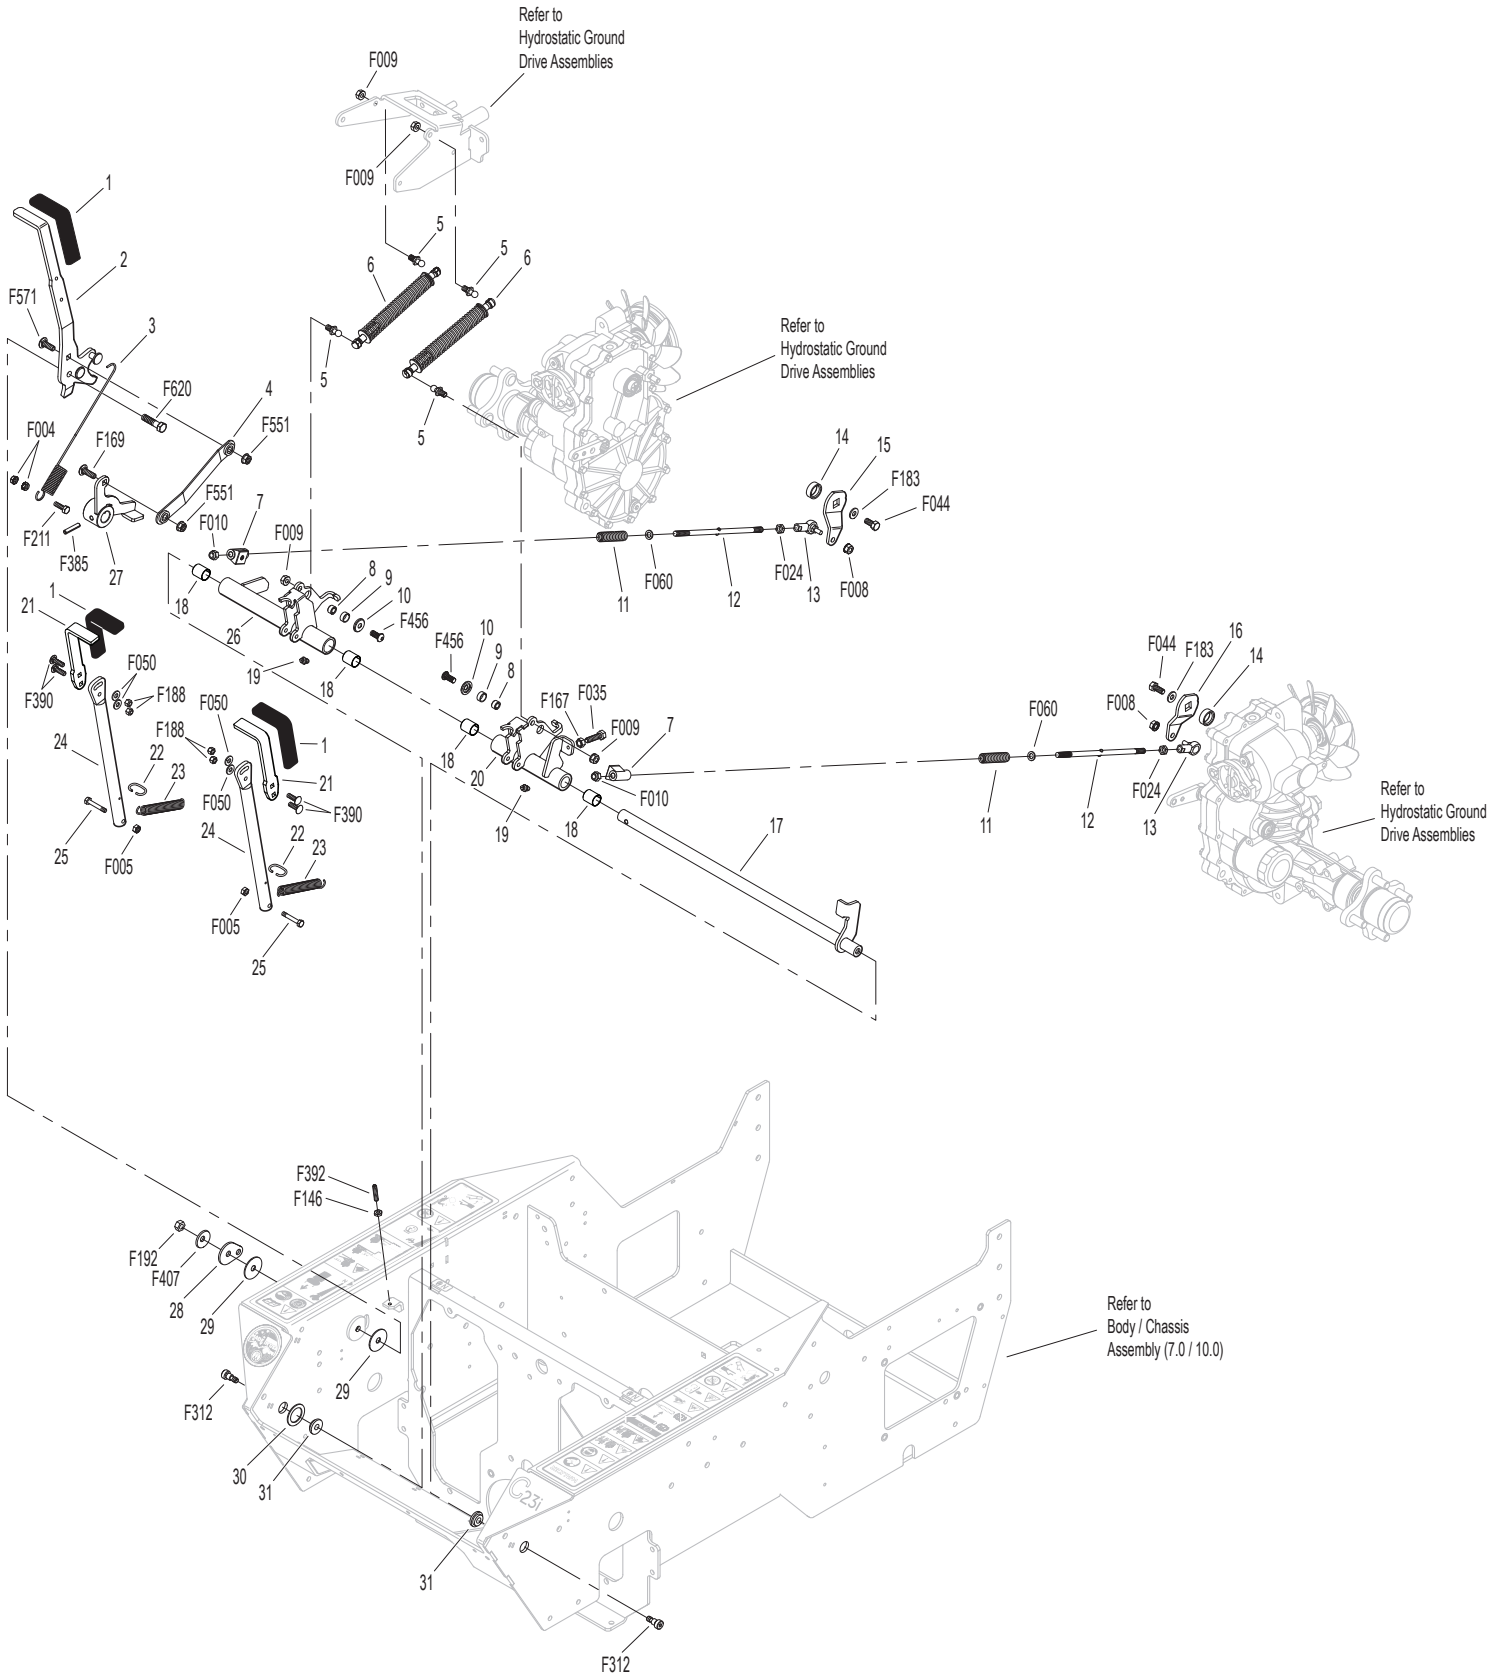 Refer to
Hydrostatic Ground
Drive Assemblies
F009
F009
1
5
2
6
5
6
F571
3
Refer to
Hydrostatic Ground
Drive Assemblies
5
F620
4
5
F004
F169
F551
14
15
F551
7
F183
F211
F010
F009
F044
F385
27
8
9
10
11
F060
12
F024
13
F008
1
18
21
26
F456
F456
10
9
8
16
F044
F183
14
19
18
F050
F390
F188
F035
F167
F050
F009
7
F008
F060
24
F188
1
18
22
23
20
21
F010
F024
F050
F390
19
18
11
12
13
Refer to
Hydrostatic Ground
Drive Assemblies
25
24
22
17
F005
23
F005
25
F392
F146
F192
F407
28
29
Refer to
Body / Chassis
Assembly (7.0 / 10.0)
29
F312
30
31
C23i
31
F312